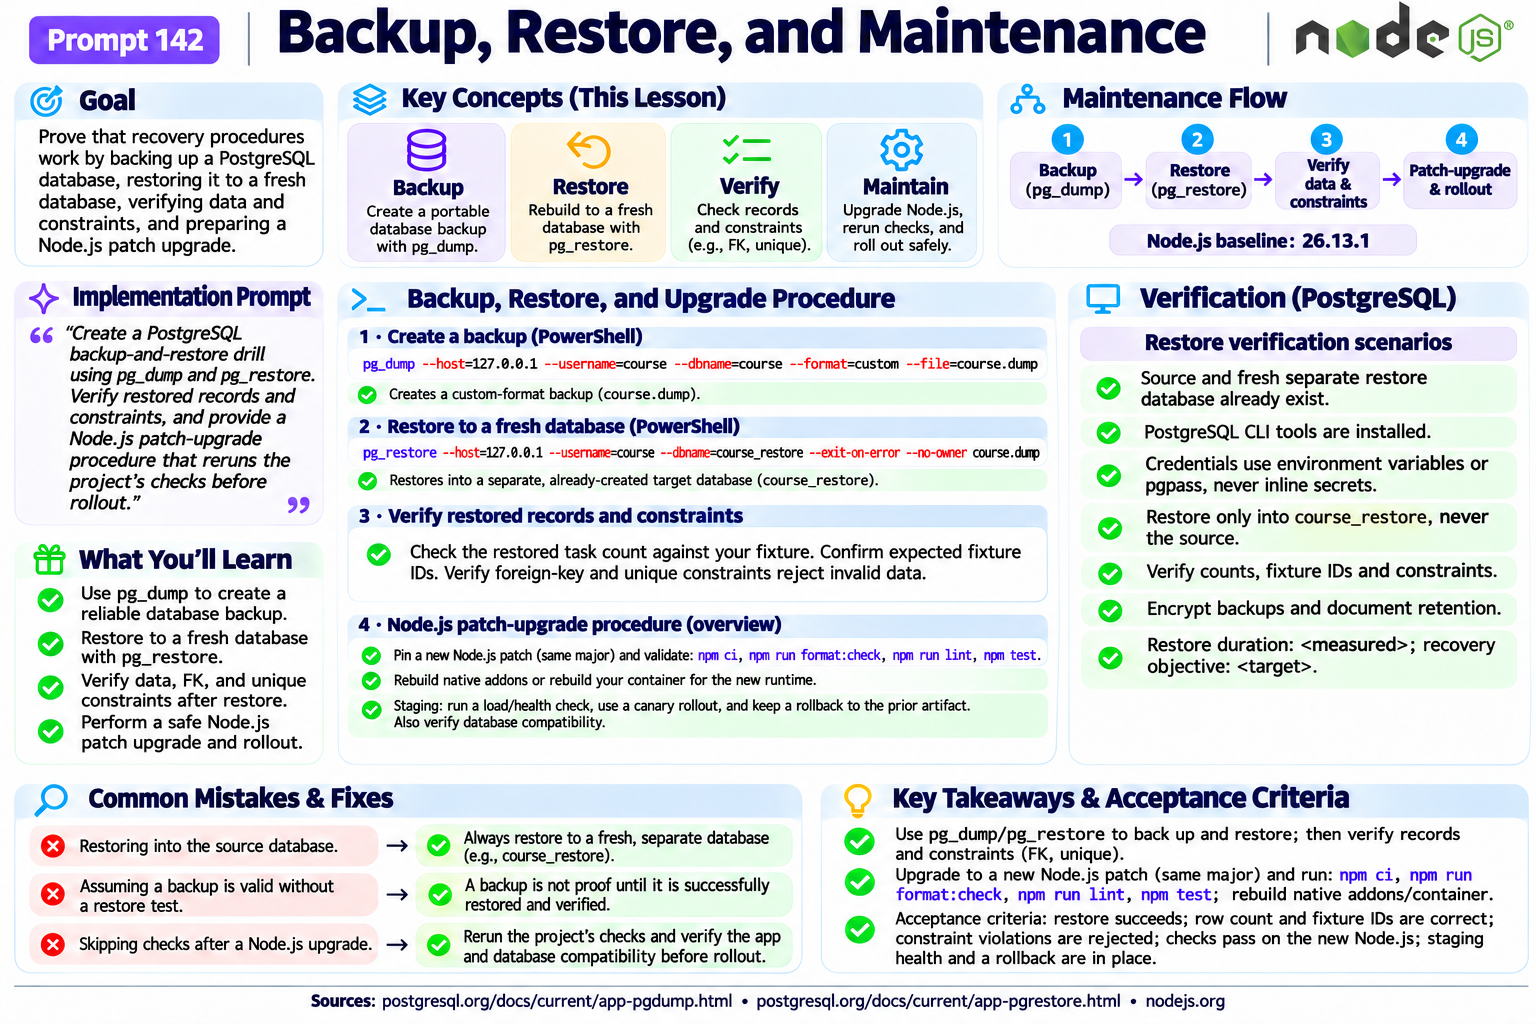 Prompt 142
Backup, Restore, and Maintenance
node
JS
®
Goal
Prove that recovery procedures
work by backing up a PostgreSQL
database, restoring it to a fresh
database, verifying data and
constraints, and preparing a
Node.js patch upgrade.
Key Concepts (This Lesson)
Backup
Create a portable
database backup
with pg_dump.
Restore
Rebuild to a fresh
database with
pg_restore.
Verify
Check records
and constraints
(e.g., FK, unique).
Maintain
Upgrade Node.js,
rerun checks, and
roll out safely.
Maintenance Flow
1
Backup
(pg_dump)
2
Restore
(pg_restore)
3
Verify
data &
constraints
4
Patch-upgrade
& rollout
Node.js baseline: 26.13.1
Implementation Prompt
“Create a PostgreSQL
backup-and-restore drill
using pg_dump and pg_restore.
Verify restored records and
constraints, and provide a
Node.js patch-upgrade
procedure that reruns the
project’s checks before
rollout.”
What You’ll Learn
Use pg_dump to create a
reliable database backup.
Restore to a fresh database
with pg_restore.
Verify data, FK, and unique
constraints after restore.
Perform a safe Node.js
patch upgrade and rollout.
Backup, Restore, and Upgrade Procedure
1 · Create a backup (PowerShell)
pg_dump --host=127.0.0.1 --username=course --dbname=course --format=custom --file=course.dump
Creates a custom-format backup (course.dump).
2 · Restore to a fresh database (PowerShell)
pg_restore --host=127.0.0.1 --username=course --dbname=course_restore --exit-on-error --no-owner course.dump
Restores into a separate, already-created target database (course_restore).
3 · Verify restored records and constraints
Check the restored task count against your fixture. Confirm expected fixture
IDs. Verify foreign-key and unique constraints reject invalid data.
4 · Node.js patch-upgrade procedure (overview)
Pin a new Node.js patch (same major) and validate: npm ci, npm run format:check, npm run lint, npm test.
Rebuild native addons or rebuild your container for the new runtime.
Staging: run a load/health check, use a canary rollout, and keep a rollback to the prior artifact.
Also verify database compatibility.
Verification (PostgreSQL)
Restore verification scenarios
Source and fresh separate restore
database already exist.
PostgreSQL CLI tools are installed.
Credentials use environment variables or
pgpass, never inline secrets.
Restore only into course_restore, never
the source.
Verify counts, fixture IDs and constraints.
Encrypt backups and document retention.
Restore duration: <measured>; recovery
objective: <target>.
Common Mistakes & Fixes
Restoring into the source database.
Always restore to a fresh, separate database
(e.g., course_restore).
Assuming a backup is valid without
a restore test.
A backup is not proof until it is successfully
restored and verified.
Skipping checks after a Node.js upgrade.
Rerun the project’s checks and verify the app
and database compatibility before rollout.
Key Takeaways & Acceptance Criteria
Use pg_dump/pg_restore to back up and restore; then verify records
and constraints (FK, unique).
Upgrade to a new Node.js patch (same major) and run: npm ci, npm run
format:check, npm run lint, npm test; rebuild native addons/container.
Acceptance criteria: restore succeeds; row count and fixture IDs are correct;
constraint violations are rejected; checks pass on the new Node.js; staging
health and a rollback are in place.
Sources: postgresql.org/docs/current/app-pgdump.html • postgresql.org/docs/current/app-pgrestore.html • nodejs.org